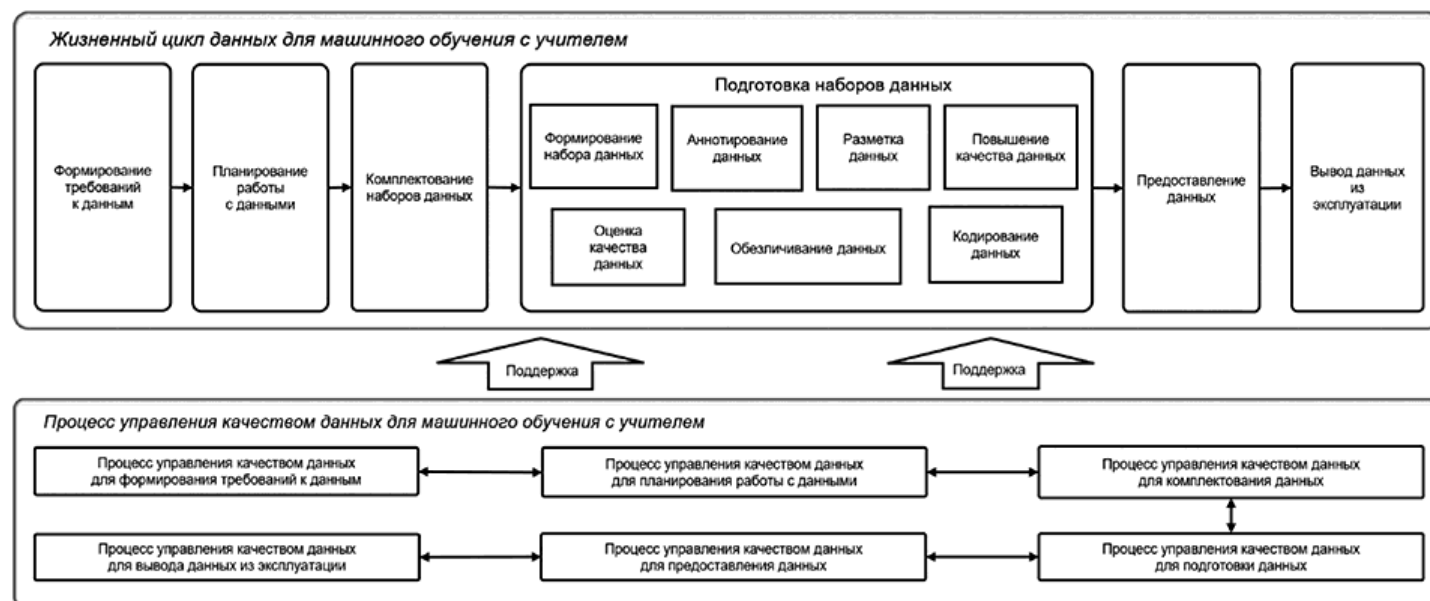 Жизненный цикл данных для машинного обучения с учителем
Формирование
требований
к данным
Планирование
работы
с данными
Комплектование
наборов данных
Подготовка наборов данных
Формирование
набора данных
Аннотирование
данных
Разметка
данных
Повышение
качества данных
Оценка
качества
данных
Обезличивание данных
Кодирование
данных
Предоставление
данных
Вывод данных
из
эксплуатации
Поддержка
Поддержка
Процесс управления качеством данных для машинного обучения с учителем
Процесс управления качеством данных
для формирования требований к данным
Процесс управления качеством данных
для планирования работы с данными
Процесс управления качеством данных
для комплектования данных
Процесс управления качеством данных
для вывода данных из эксплуатации
Процесс управления качеством данных
для предоставления данных
Процесс управления качеством данных
для подготовки данных